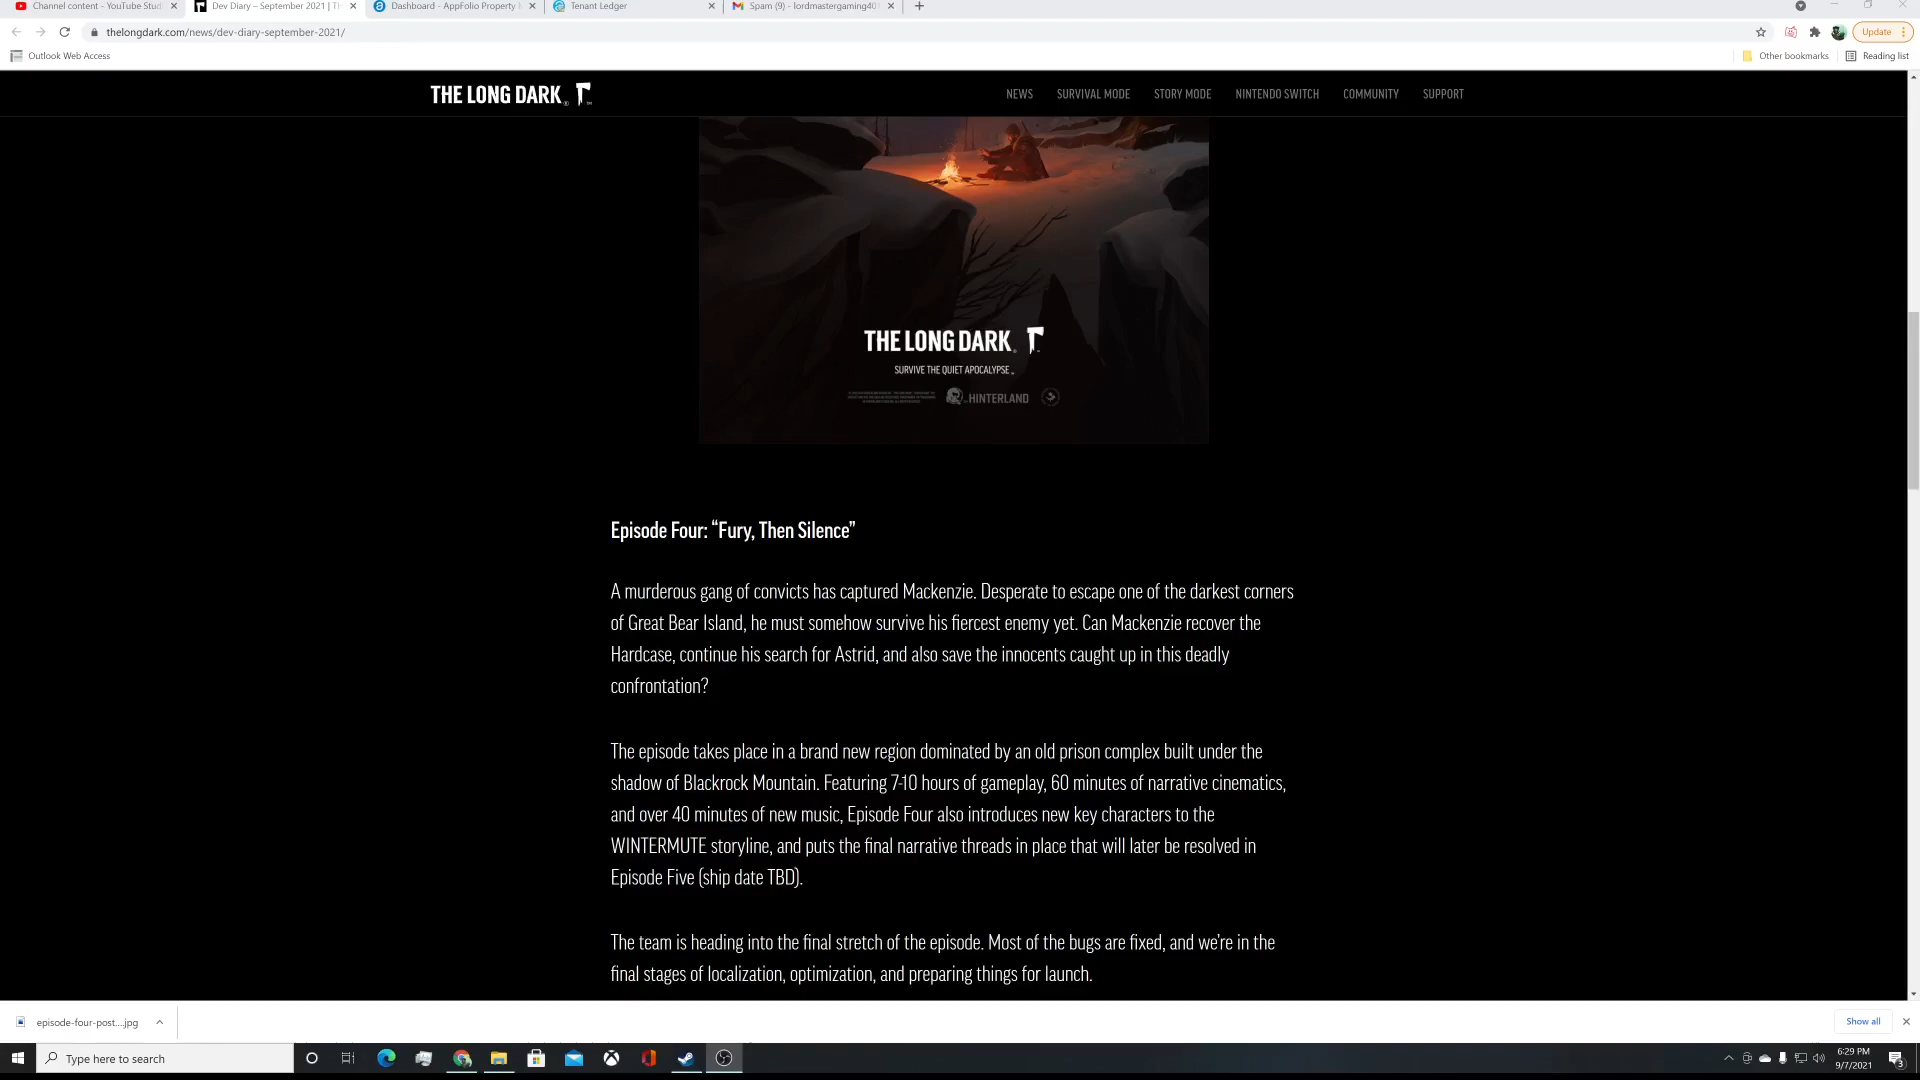 Channel content - YouTube Stud
Dev Diary – September 2021 | TH
Dashboard - AppFolio Property M
Tenant Ledger
Spam (9) - lordmastergaming401
thelongdark.com/news/dev-diary-september-2021/
Update
Outlook Web Access
Other bookmarks
Reading list
THE LONG DARK
NEWS
SURVIVAL MODE
STORY MODE
NINTENDO SWITCH
COMMUNITY
SUPPORT
THE LONG DARK
SURVIVE THE QUIET APOCALYPSE
HINTERLAND
Episode Four: “Fury, Then Silence”
A murderous gang of convicts has captured Mackenzie. Desperate to escape one of the darkest corners
of Great Bear Island, he must somehow survive his fiercest enemy yet. Can Mackenzie recover the
Hardcase, continue his search for Astrid, and also save the innocents caught up in this deadly
confrontation?
The episode takes place in a brand new region dominated by an old prison complex built under the
shadow of Blackrock Mountain. Featuring 7-10 hours of gameplay, 60 minutes of narrative cinematics,
and over 40 minutes of new music, Episode Four also introduces new key characters to the
WINTERMUTE storyline, and puts the final narrative threads in place that will later be resolved in
Episode Five (ship date TBD).
The team is heading into the final stretch of the episode. Most of the bugs are fixed, and we’re in the
final stages of localization, optimization, and preparing things for launch.
episode-four-post....jpg
Show all
Type here to search
6:29 PM
9/7/2021
3